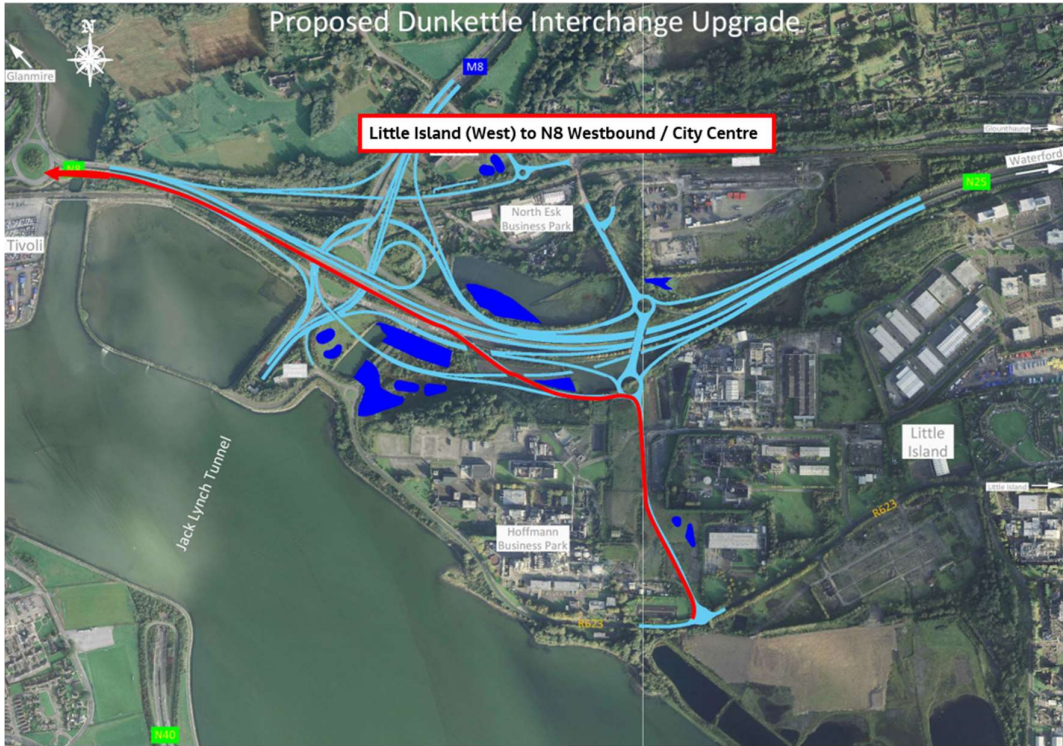 Proposed Dunkettle Interchange Upgrade
N
Glanmire
M8
Little Island (West) to N8 Westbound / City Centre
Glounthaune
Waterford
N8
N25
North Esk
Business Park
Tivoli
Little
Island
Little Island
Jack Lynch Tunnel
R623
Hoffmann
Business Park
R623
N40